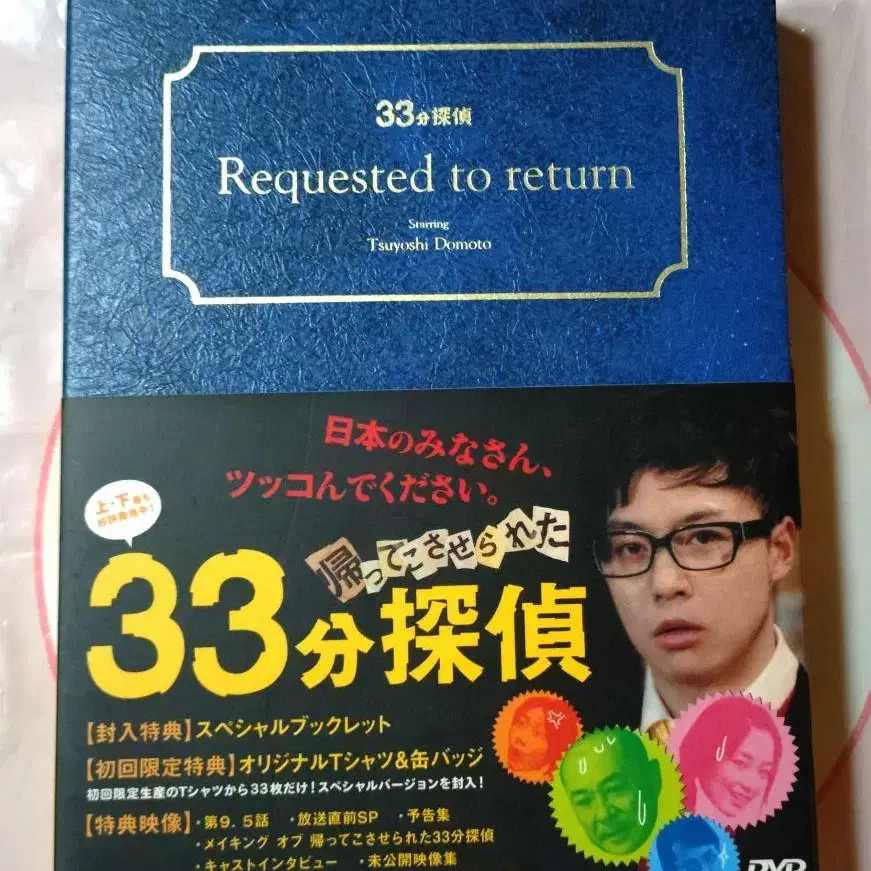 33分探偵
Requested to return
Starring
Tsuyoshi Domoto
日本のみなさん、
ツッコんでください。
上・下巻も
好評発売中!
帰ってこさせられた
33分探偵
【封入特典】スペシャルブックレット
【初回限定特典】オリジナルTシャツ&缶バッジ
初回限定生産のTシャツから33枚だけ!スペシャルバージョンを封入!
【特典映像】・第9.5話 ・放送直前SP ・予告集
・メイキング オブ 帰ってこさせられた33分探偵
・キャストインタビュー ・未公開映像集
DVD